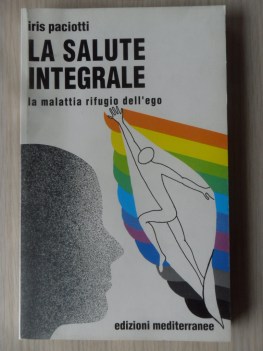 iris paciotti
LA SALUTE
INTEGRALE
la malattia rifugio dell'ego
edizioni mediterranee